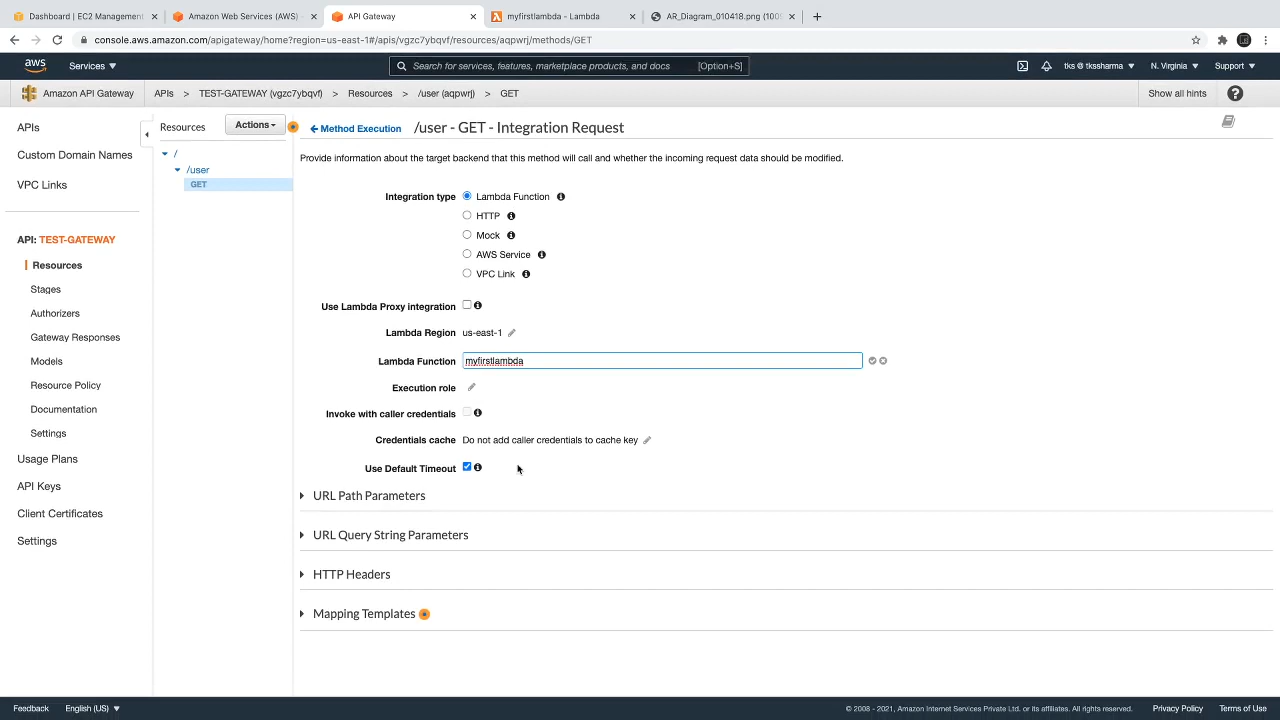 Dashboard | EC2 Management
Amazon Web Services (AWS) -
API Gateway
myfirstlambda - Lambda
AR_Diagram_010418.png (100
console.aws.amazon.com/apigateway/home?region=us-east-1#/apis/vgzc7ybqvf/resources/aqpwrj/methods/GET
aws Services Search for services, features, marketplace products, and docs [Option+S] tks @ tkssharma N. Virginia Support
Amazon API Gateway APIs > TEST-GATEWAY (vgzc7ybqvf) > Resources > /user (aqpwrj) > GET Show all hints
APIs
Custom Domain Names
VPC Links
API: TEST-GATEWAY
Resources
Stages
Authorizers
Gateway Responses
Models
Resource Policy
Documentation
Settings
Usage Plans
API Keys
Client Certificates
Settings
Resources Actions
/
/user
GET
Method Execution /user - GET - Integration Request
Provide information about the target backend that this method will call and whether the incoming request data should be modified.
Integration type Lambda Function
HTTP
Mock
AWS Service
VPC Link
Use Lambda Proxy integration
Lambda Region us-east-1
Lambda Function myfirstlambda
Execution role
Invoke with caller credentials
Credentials cache Do not add caller credentials to cache key
Use Default Timeout
URL Path Parameters
URL Query String Parameters
HTTP Headers
Mapping Templates
Feedback English (US) © 2008 - 2021, Amazon Internet Services Private Ltd. or its affiliates. All rights reserved. Privacy Policy Terms of Use